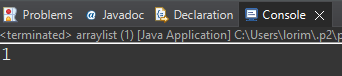 Problems @ Javadoc Declaration Console
<terminated> arraylist (1) [Java Application] C:\Users\lorim\.p2\p
1